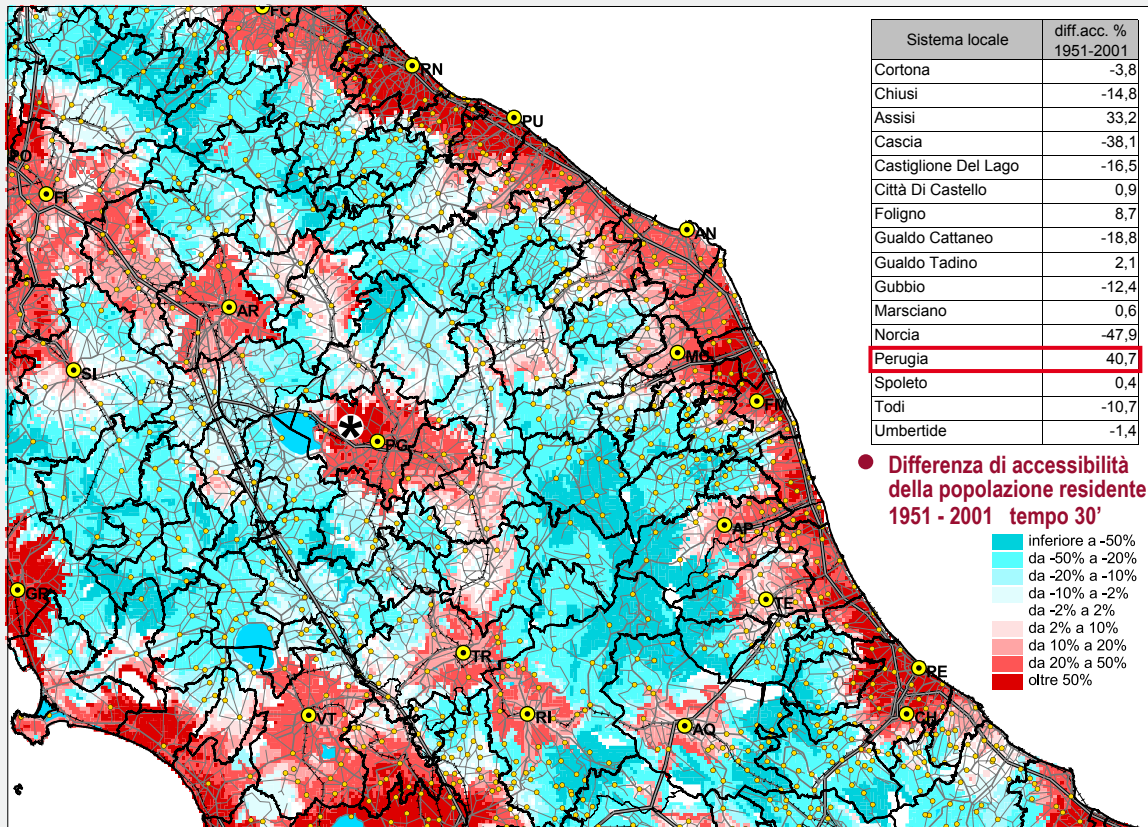 FC
RN
PU
PO
FI
AN
AR
MC
SI
FM
*
PG
AP
GR
TE
TR
PE
VT
RI
CH
AQ
Sistema locale
diff.acc. %
1951-2001
Cortona -3,8
Chiusi -14,8
Assisi 33,2
Cascia -38,1
Castiglione Del Lago -16,5
Città Di Castello 0,9
Foligno 8,7
Gualdo Cattaneo -18,8
Gualdo Tadino 2,1
Gubbio -12,4
Marsciano 0,6
Norcia -47,9
Perugia 40,7
Spoleto 0,4
Todi -10,7
Umbertide -1,4
● Differenza di accessibilità
della popolazione residente
1951 - 2001 tempo 30’
inferiore a -50%
da -50% a -20%
da -20% a -10%
da -10% a -2%
da -2% a 2%
da 2% a 10%
da 10% a 20%
da 20% a 50%
oltre 50%